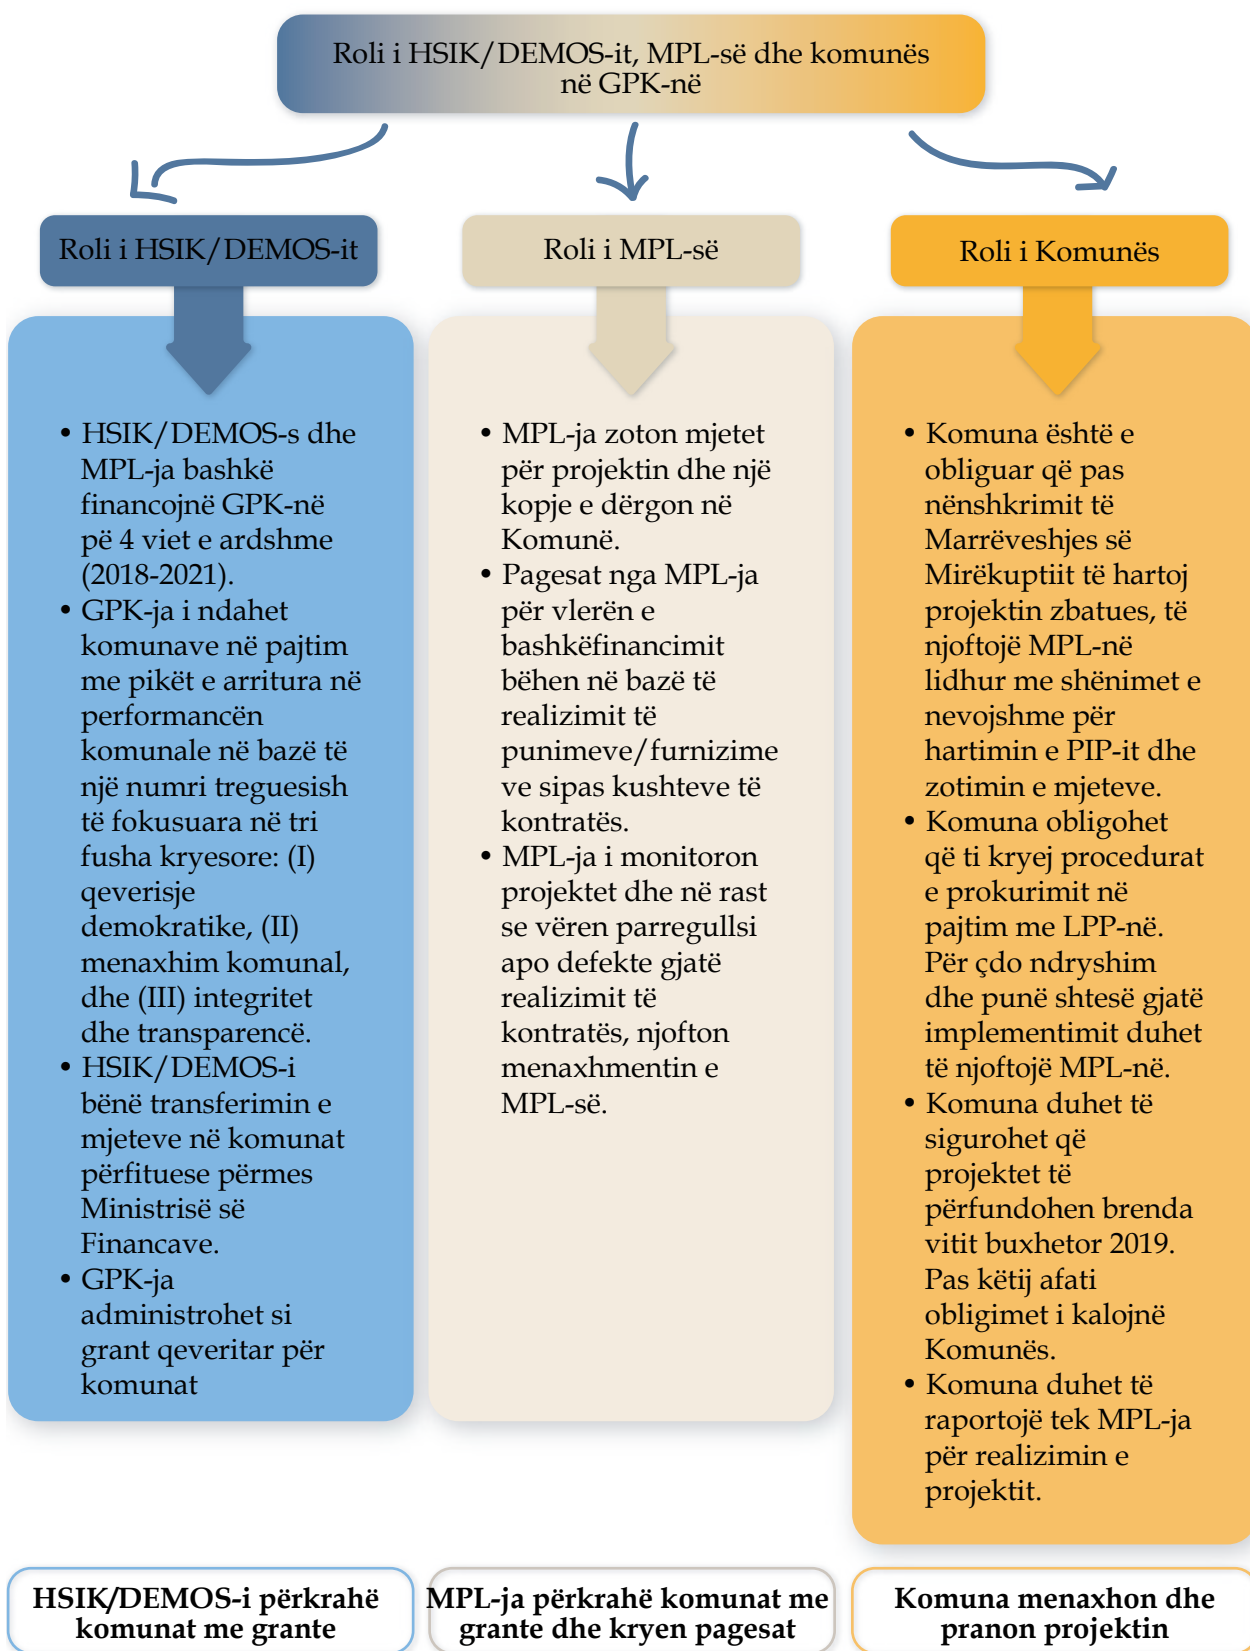 Roli i HSIK/DEMOS-it, MPL-së dhe komunës
në GPK-në
Roli i HSIK/DEMOS-it
• HSIK/DEMOS-s dhe
MPL-ja bashkë
financojnë GPK-në
pë 4 viet e ardshme
(2018-2021).
• GPK-ja i ndahet
komunave në pajtim
me pikët e arritura në
performancën
komunale në bazë të
një numri treguesish
të fokusuara në tri
fusha kryesore: (I)
qeverisje
demokratike, (II)
menaxhim komunal,
dhe (III) integritet
dhe transparencë.
• HSIK/DEMOS-i
bënë transferimin e
mjeteve në komunat
përfituese përmes
Ministrisë së
Financave.
• GPK-ja
administrohet si
grant qeveritar për
komunat
HSIK/DEMOS-i përkrahë
komunat me grante
Roli i MPL-së
• MPL-ja zoton mjetet
për projektin dhe një
kopje e dërgon në
Komunë.
• Pagesat nga MPL-ja
për vlerën e
bashkëfinancimit
bëhen në bazë të
realizimit të
punimeve/furnizime
ve sipas kushteve të
kontratës.
• MPL-ja i monitoron
projektet dhe në rast
se vëren parregullsi
apo defekte gjatë
realizimit të
kontratës, njofton
menaxhmentin e
MPL-së.
MPL-ja përkrahë komunat me
grante dhe kryen pagesat
Roli i Komunës
• Komuna është e
obliguar që pas
nënshkrimit të
Marrëveshjes së
Mirëkuptiit të hartoj
projektin zbatues, të
njoftojë MPL-në
lidhur me shënimet e
nevojshme për
hartimin e PIP-it dhe
zotimin e mjeteve.
• Komuna obligohet
që ti kryej procedurat
e prokurimit në
pajtim me LPP-në.
Për çdo ndryshim
dhe punë shtesë gjatë
implementimit duhet
të njoftojë MPL-në.
• Komuna duhet të
sigurohet që
projektet të
përfundohen brenda
vitit buxhetor 2019.
Pas këtij afati
obligimet i kalojnë
Komunës.
• Komuna duhet të
raportojë tek MPL-ja
për realizimin e
projektit.
Komuna menaxhon dhe
pranon projektin